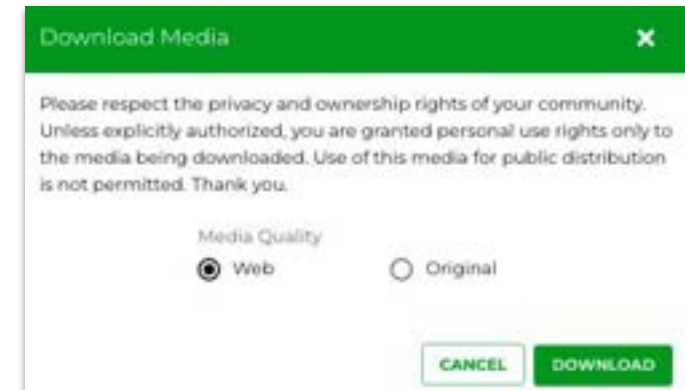 Download Media
Please respect the privacy and ownership rights of your community.
Unless explicitly authorized, you are granted personal use rights only to
the media being downloaded. Use of this media for public distribution
is not permitted. Thank you.
Media Quality
Web Original
CANCEL DOWNLOAD